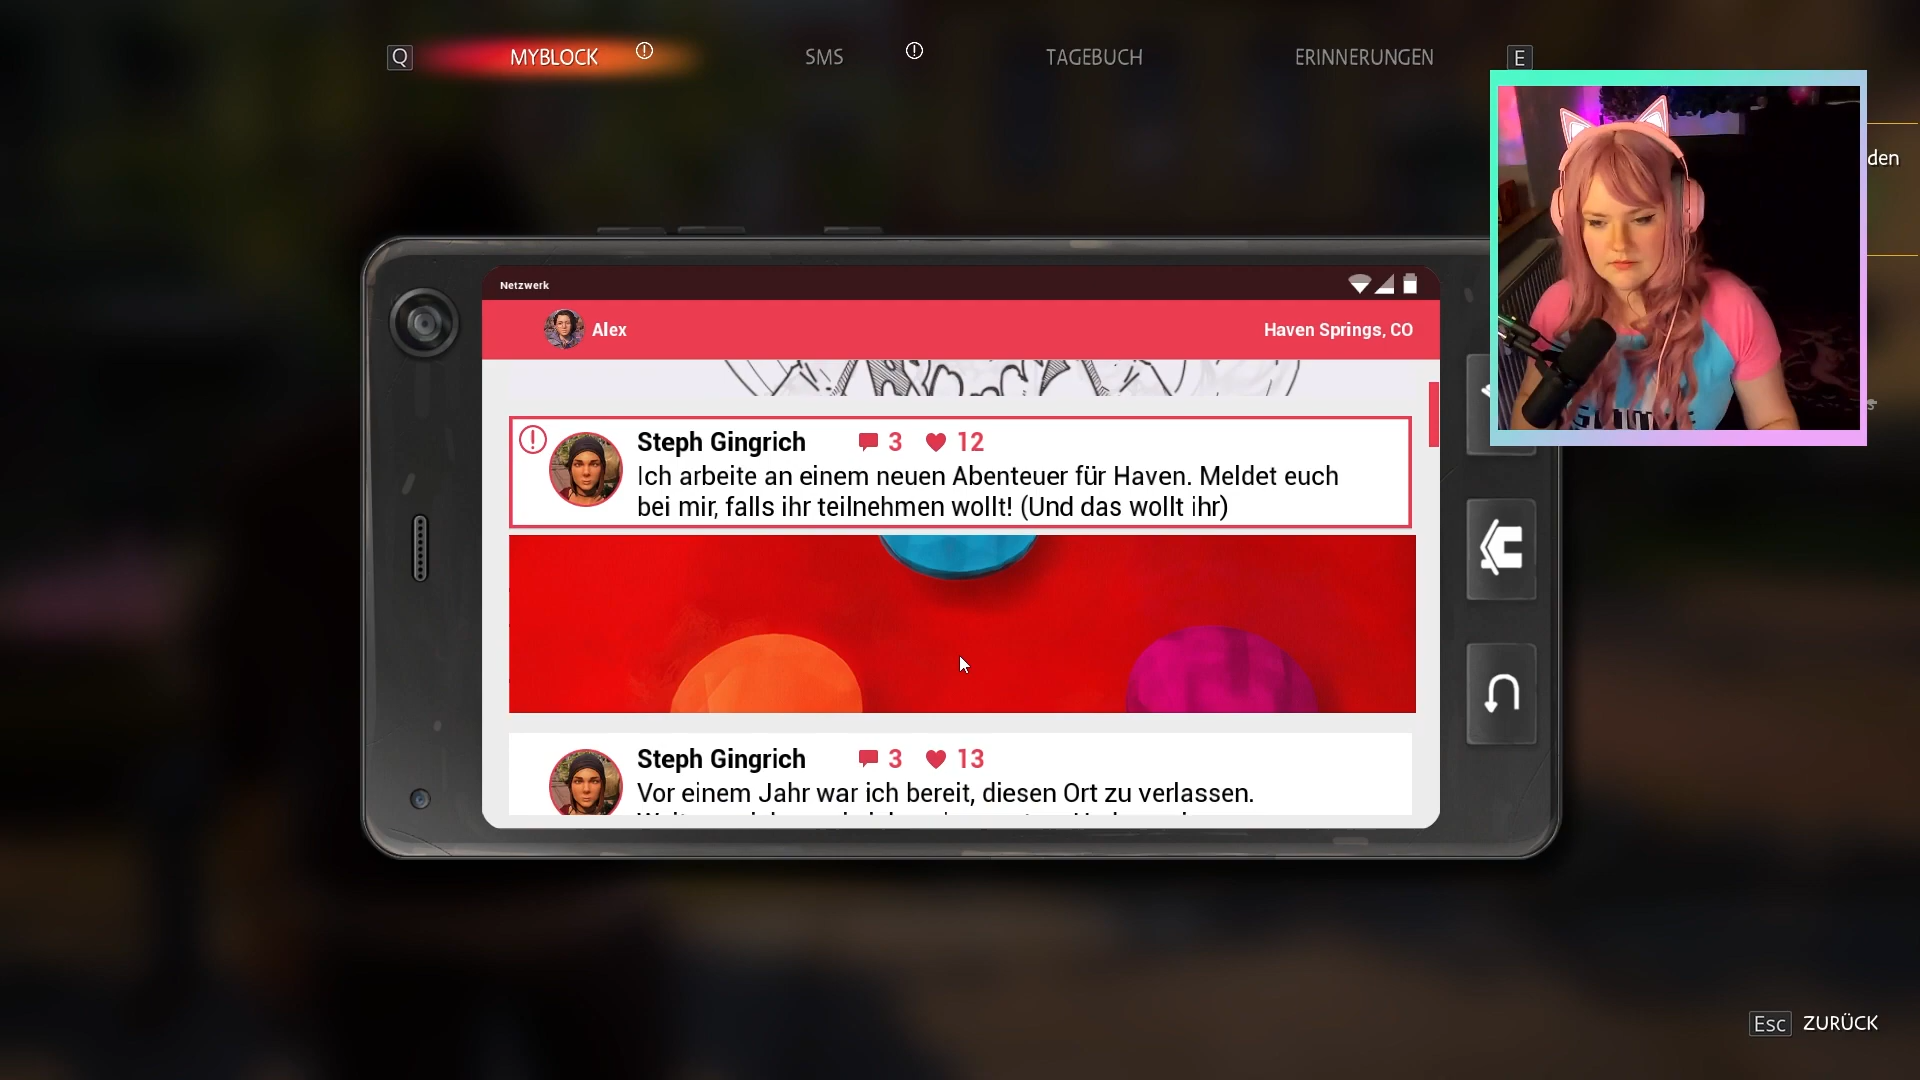 Q MYBLOCK SMS TAGEBUCH ERINNERUNGEN E
den
Netzwerk
Alex Haven Springs, CO
Steph Gingrich 3 12
Ich arbeite an einem neuen Abenteuer für Haven. Meldet euch
bei mir, falls ihr teilnehmen wollt! (Und das wollt ihr)
Steph Gingrich 3 13
Vor einem Jahr war ich bereit, diesen Ort zu verlassen.
Esc ZURÜCK